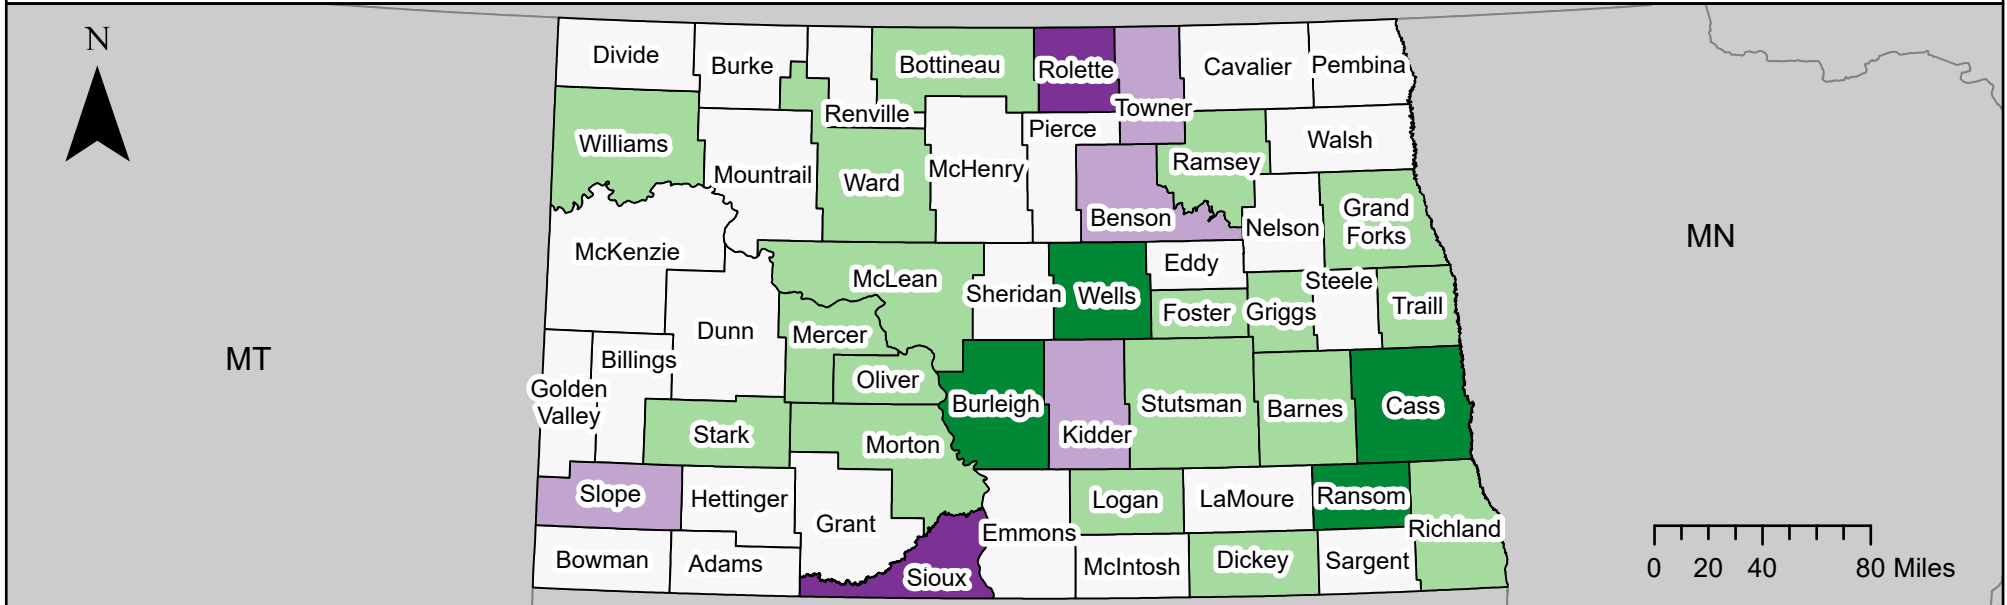 N
Divide
Burke
Renville
Bottineau
Rolette
Towner
Cavalier
Pembina
Williams
Mountrail
Ward
McHenry
Pierce
Benson
Ramsey
Walsh
Nelson
Grand
Forks
McKenzie
McLean
Sheridan
Wells
Eddy
Foster
Griggs
Steele
Traill
Dunn
Mercer
Oliver
Billings
Golden
Valley
Stark
Morton
Burleigh
Kidder
Stutsman
Barnes
Cass
Slope
Hettinger
Grant
Emmons
Logan
LaMoure
Ransom
Richland
Bowman
Adams
Sioux
McIntosh
Dickey
Sargent
MT
MN
0 20 40 80 Miles